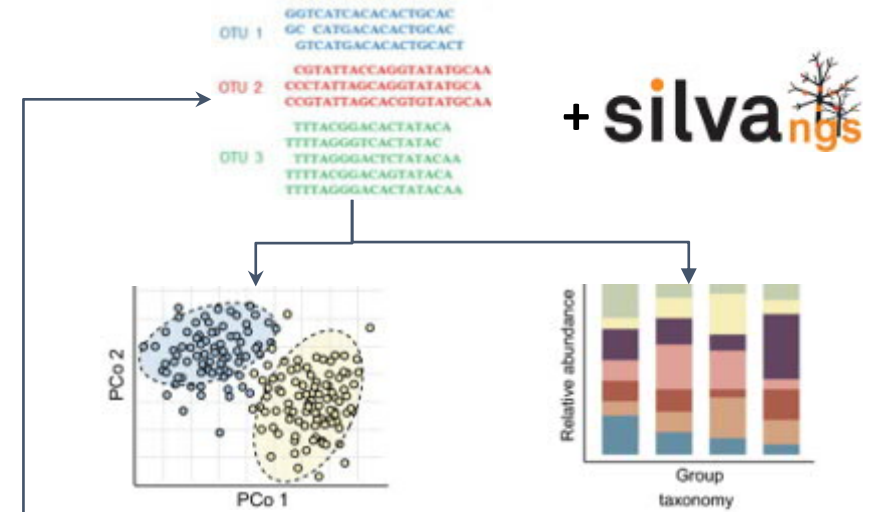 OTU 1
GGTCATCACACACTGCAC
GC CATGACACACTGCAC
GTCATGACACACTGCACT
OTU 2
CGTATTACCAGGTATATGCAA
CCCTATTAGCAGGTATATGCA
CCCGTATTAGCACGTGTATGCAA
OTU 3
TTTACGGACACTATACA
TTTTAGGGTCACTATAC
TTTAGGGACTCTATACAA
TTTTACGGACAGTATACA
TTTTAGGGACACTATACAA
+ silva ngs
PCo 2
PCo 1
Relative abundance
Group
taxonomy